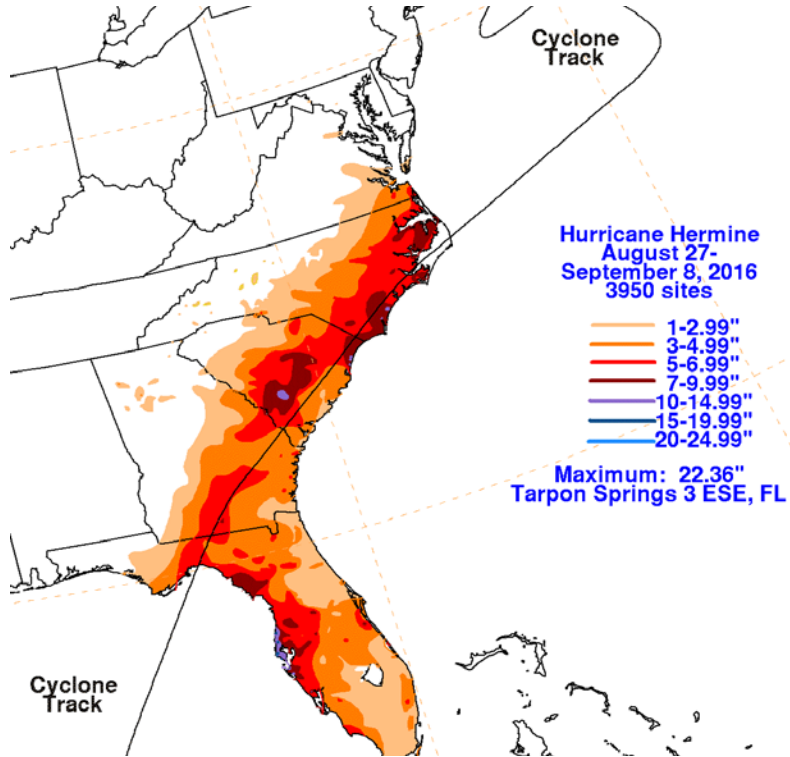 Cyclone
Track
Hurricane Hermine
August 27-
September 8, 2016
3950 sites
1-2.99"
3-4.99"
5-6.99"
7-9.99"
10-14.99"
15-19.99"
20-24.99"
Maximum: 22.36"
Tarpon Springs 3 ESE, FL
Cyclone
Track